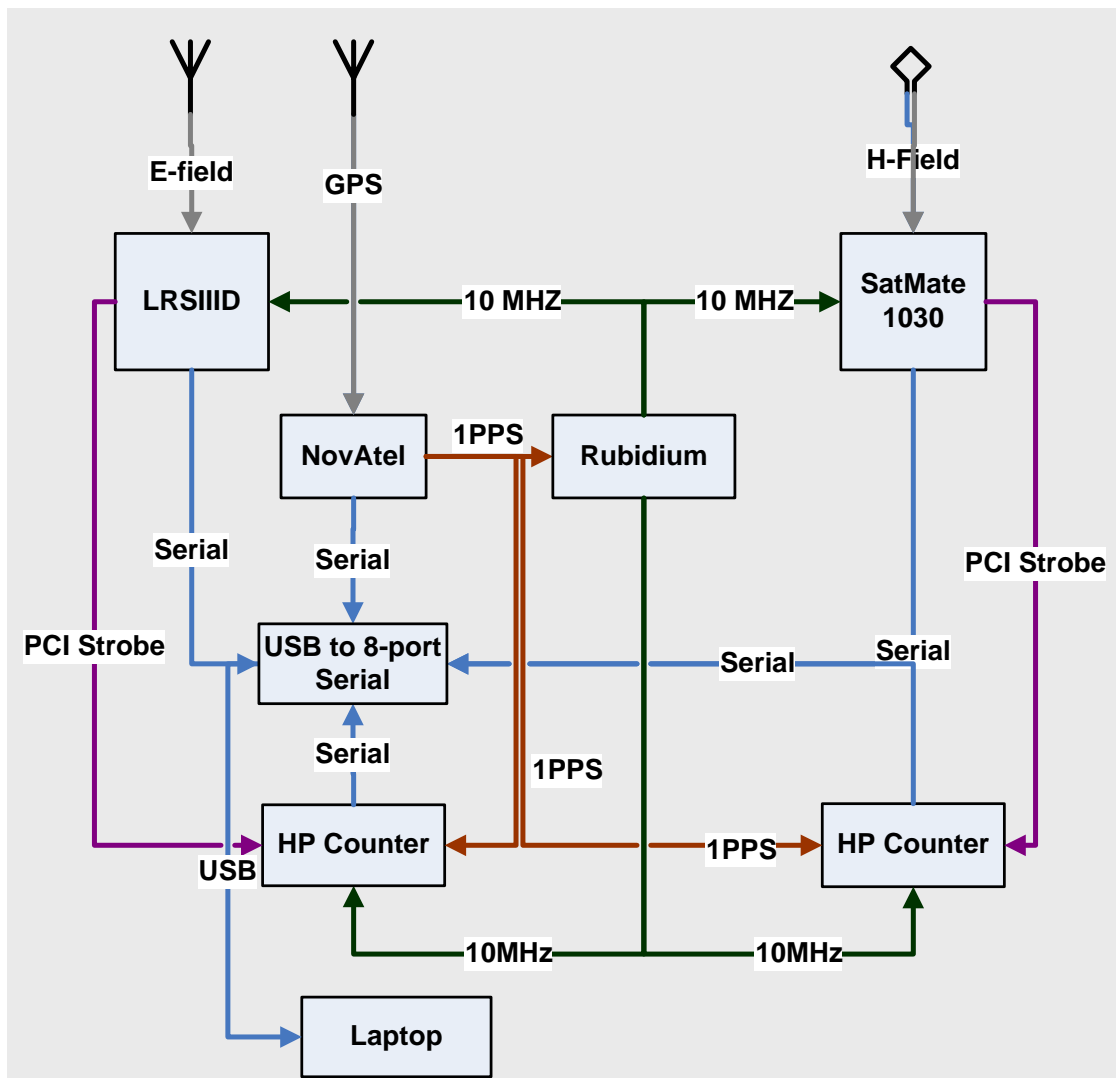 E-field
GPS
H-Field
LRSIIID
10 MHZ
10 MHZ
SatMate
1030
1PPS
NovAtel
Rubidium
Serial
Serial
PCI Strobe
PCI Strobe
USB to 8-port
Serial
Serial
Serial
Serial
1PPS
HP Counter
1PPS
HP Counter
USB
10MHz
10MHz
Laptop